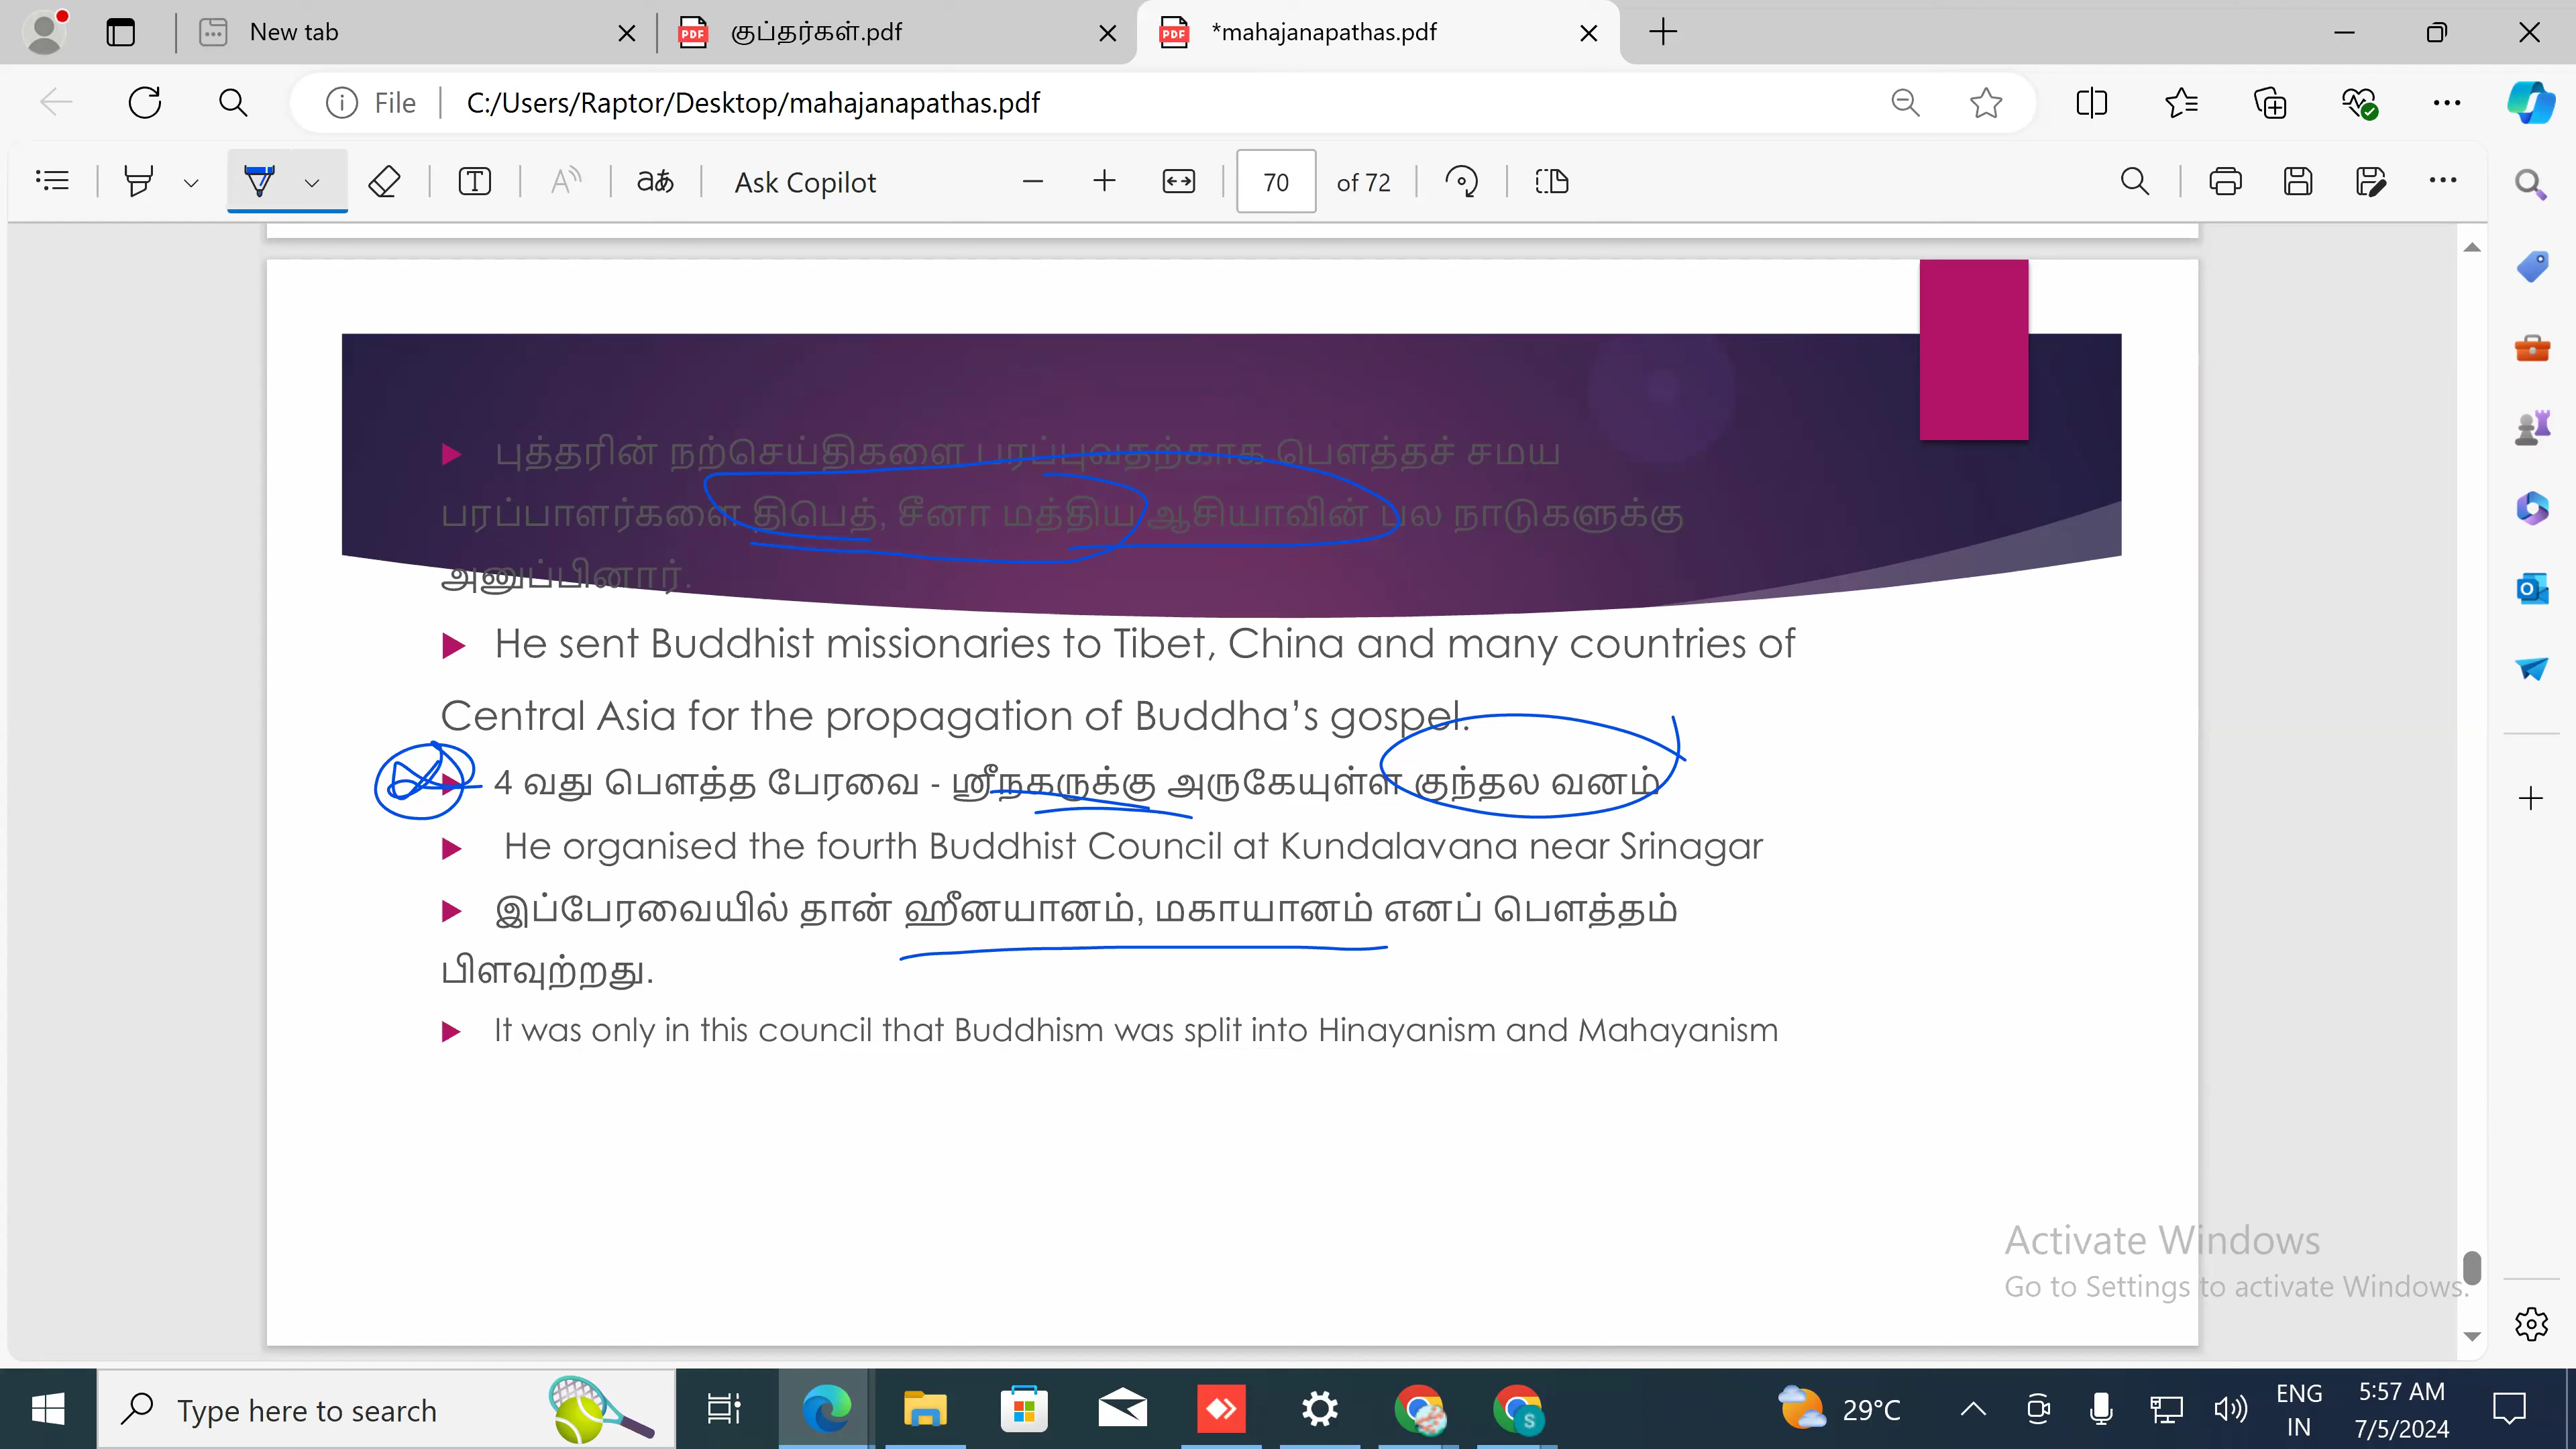 New tab
குப்தர்கள்.pdf
*mahajanapathas.pdf
File
C:/Users/Raptor/Desktop/mahajanapathas.pdf
Ask Copilot
70 of 72
புத்தரின் நற்செய்திகளை பரப்புவதற்காக பௌத்தச் சமய
பரப்பாளர்களை திபெத், சீனா மத்திய ஆசியாவின் பல நாடுகளுக்கு
அனுப்பினார்.
He sent Buddhist missionaries to Tibet, China and many countries of
Central Asia for the propagation of Buddha’s gospel.
4 வது பௌத்த பேரவை - ஸ்ரீநகருக்கு அருகேயுள்ள குந்தல வனம்
He organised the fourth Buddhist Council at Kundalavana near Srinagar
இப்பேரவையில் தான் ஹீனயானம், மகாயானம் எனப் பௌத்தம்
பிளவுற்றது.
It was only in this council that Buddhism was split into Hinayanism and Mahayanism
Activate Windows
Go to Settings to activate Windows.
Type here to search
29°C
ENG
IN
5:57 AM
7/5/2024